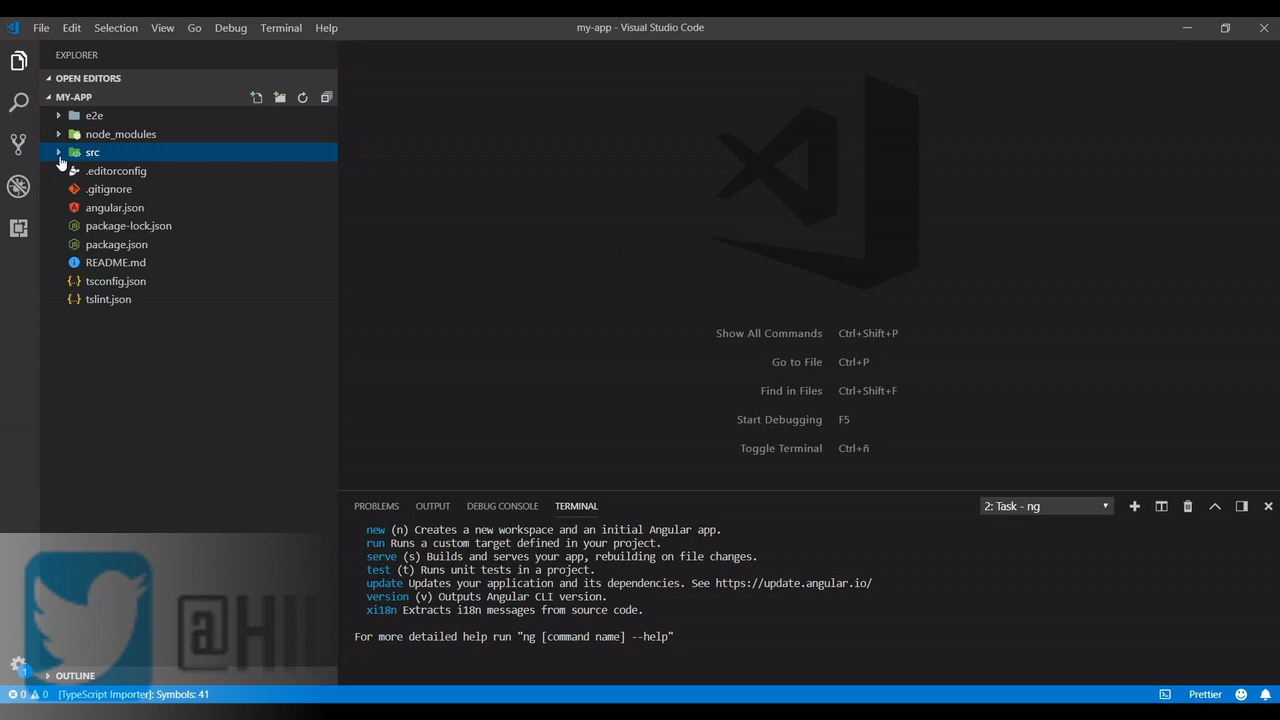 File Edit Selection View Go Debug Terminal Help
my-app - Visual Studio Code
EXPLORER
OPEN EDITORS
MY-APP
e2e
node_modules
src
.editorconfig
.gitignore
angular.json
package-lock.json
package.json
README.md
tsconfig.json
tslint.json
Show All Commands Ctrl+Shift+P
Go to File Ctrl+P
Find in Files Ctrl+Shift+F
Start Debugging F5
Toggle Terminal Ctrl+ñ
PROBLEMS OUTPUT DEBUG CONSOLE TERMINAL
2: Task - ng
new (n) Creates a new workspace and an initial Angular app.
run Runs a custom target defined in your project.
serve (s) Builds and serves your app, rebuilding on file changes.
test (t) Runs unit tests in a project.
update Updates your application and its dependencies. See https://update.angular.io/
version (v) Outputs Angular CLI version.
xi18n Extracts i18n messages from source code.
For more detailed help run "ng [command name] --help"
1
OUTLINE
0 0 [TypeScript Importer]: Symbols: 41
Prettier